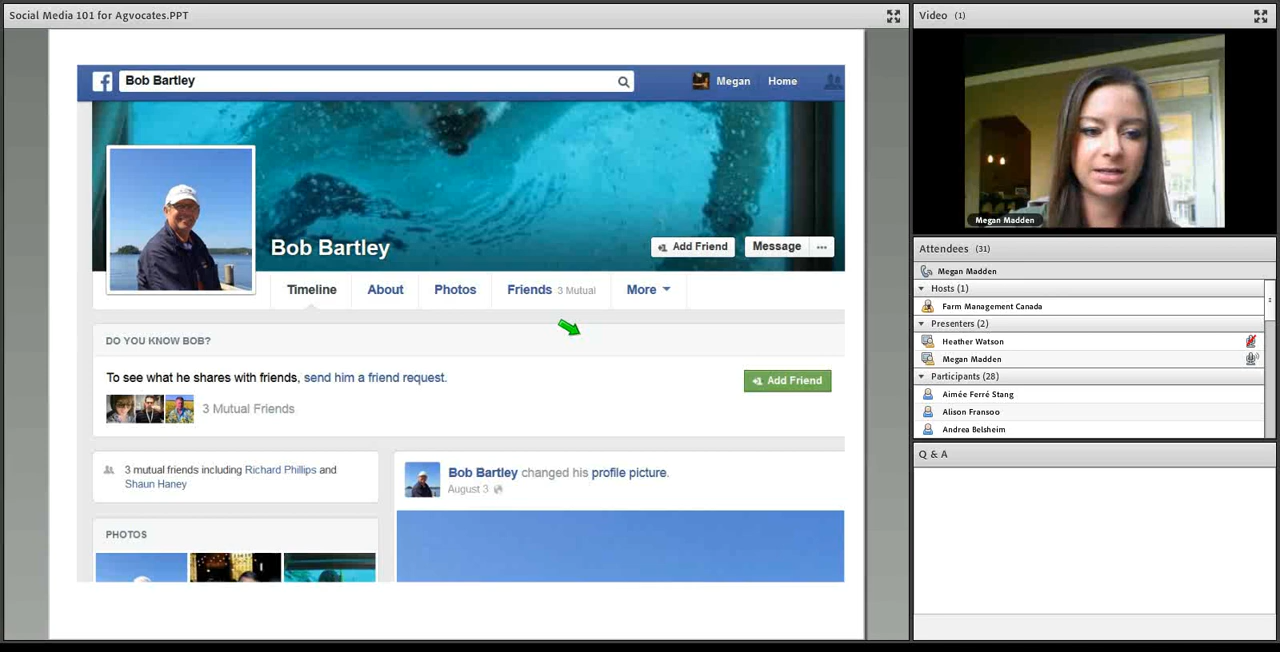 Social Media 101 for Agvocates.PPT
Bob Bartley
Megan Home
Bob Bartley
Add Friend Message ...
Timeline About Photos Friends 3 Mutual More
DO YOU KNOW BOB?
To see what he shares with friends, send him a friend request.
Add Friend
3 Mutual Friends
3 mutual friends including Richard Phillips and
Shaun Haney
PHOTOS
Bob Bartley changed his profile picture.
August 3
Video (1)
Megan Madden
Attendees (31)
Megan Madden
Hosts (1)
Farm Management Canada
Presenters (2)
Heather Watson
Megan Madden
Participants (28)
Aimée Ferré Stang
Alison Fransoo
Andrea Belsheim
Q & A